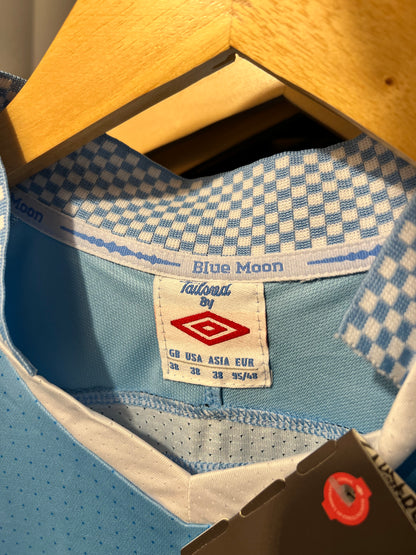 Moon
Blue Moon
Tailored
By
GB USA ASIA EUR
38 38 38 95/48